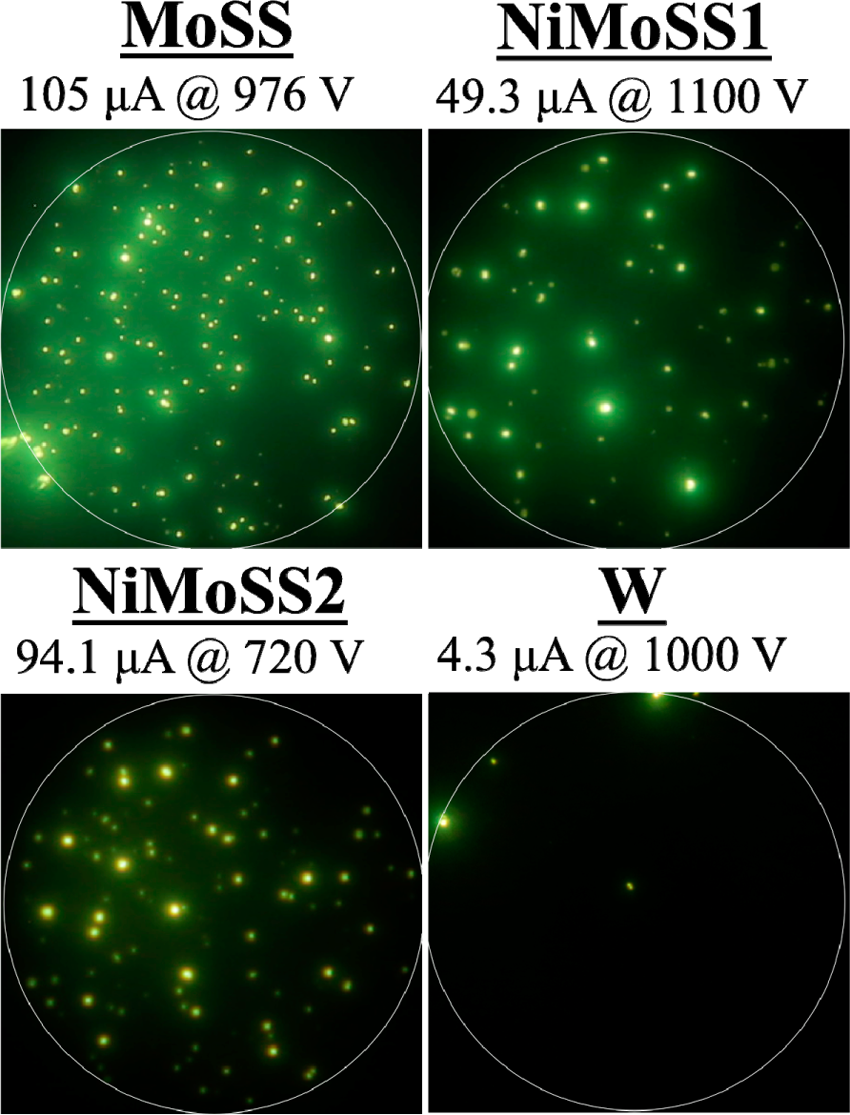 MoSS
105 μA @ 976 V
NiMoSS1
49.3 μA @ 1100 V
NiMoSS2
94.1 μA @ 720 V
W
4.3 μA @ 1000 V